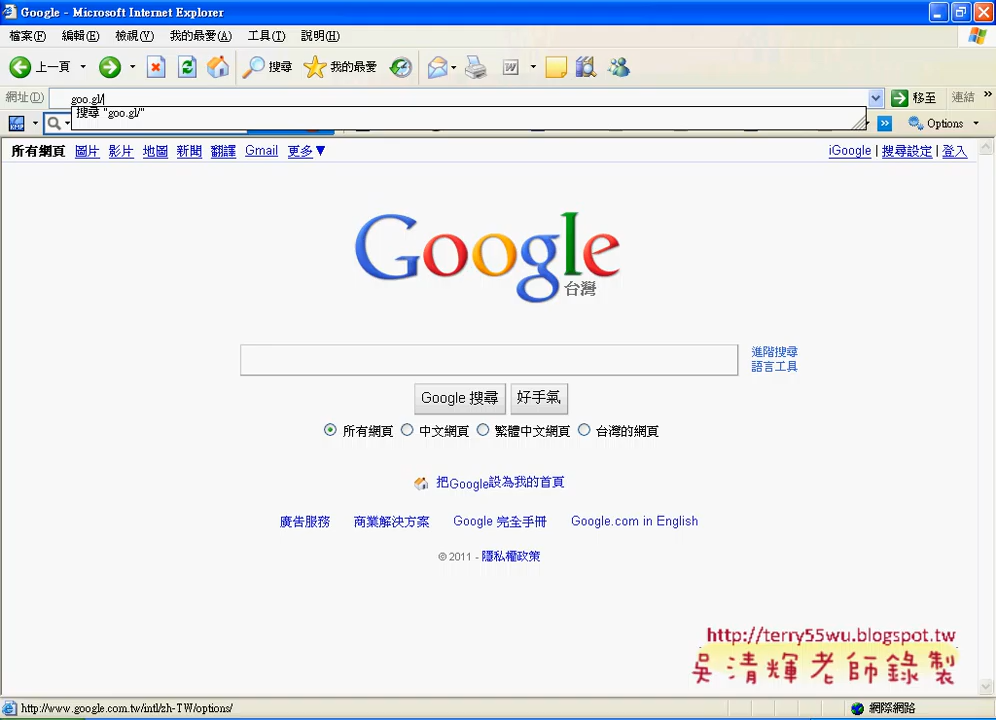 Google - Microsoft Internet Explorer
檔案(F) 編輯(E) 檢視(V) 我的最愛(A) 工具(T) 說明(H)
上一頁 搜尋 我的最愛
網址(D) goo.gl/ 移至 連結 »
搜尋 "goo.gl/"
» Options
所有網頁 圖片 影片 地圖 新聞 翻譯 Gmail 更多▼ iGoogle | 搜尋設定 | 登入
Google
台灣
進階搜尋
語言工具
Google 搜尋 好手氣
所有網頁 中文網頁 繁體中文網頁 台灣的網頁
把Google設為我的首頁
廣告服務 商業解決方案 Google 完全手冊 Google.com in English
© 2011 - 隱私權政策
http://terry55wu.blogspot.tw
吳清輝老師錄製
http://www.google.com.tw/intl/zh-TW/options/ 網際網路